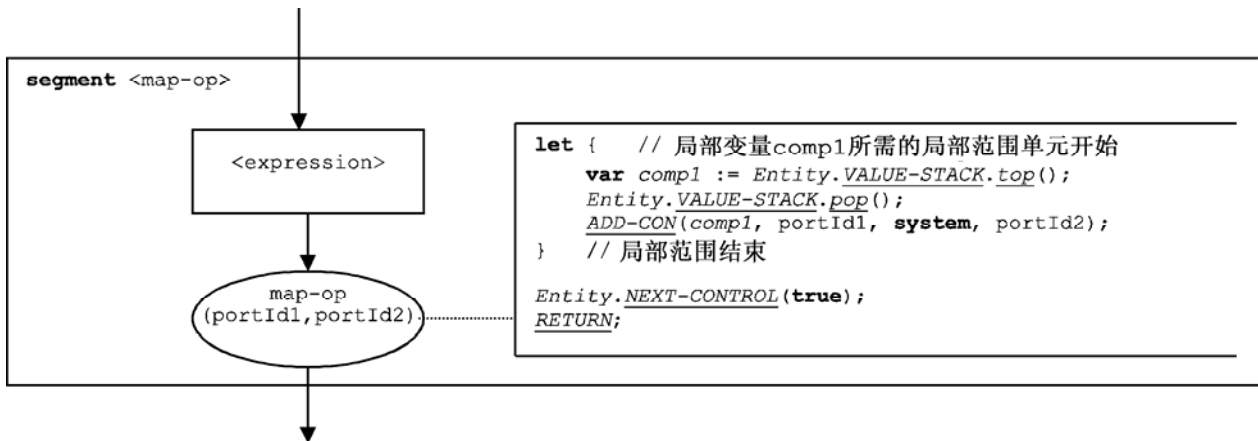 segment <map-op>
<expression>
map-op
(portId1,portId2)
let {   // 局部变量comp1所需的局部范围单元开始
var comp1 := Entity.VALUE-STACK.top();
Entity.VALUE-STACK.pop();
ADD-CON(comp1, portId1, system, portId2);
}   // 局部范围结束
Entity.NEXT-CONTROL(true);
RETURN;